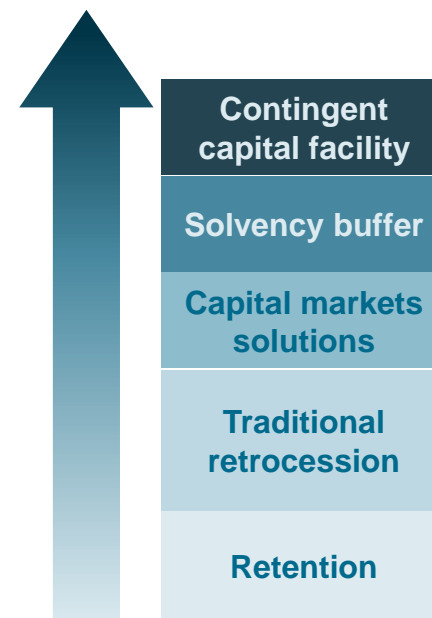 Contingent
capital facility
Solvency buffer
Capital markets
solutions
Traditional
retrocession
Retention